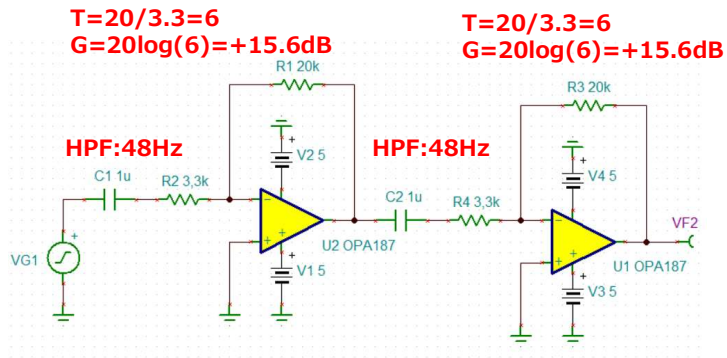 T=20/3.3=6
G=20log(6)=+15.6dB
T=20/3.3=6
G=20log(6)=+15.6dB
R1 20k
R3 20k
HPF:48Hz
HPF:48Hz
V2 5
V4 5
C1 1u
R2 3,3k
C2 1u
R4 3,3k
VF2
U2 OPA187
U1 OPA187
VG1
V1 5
V3 5